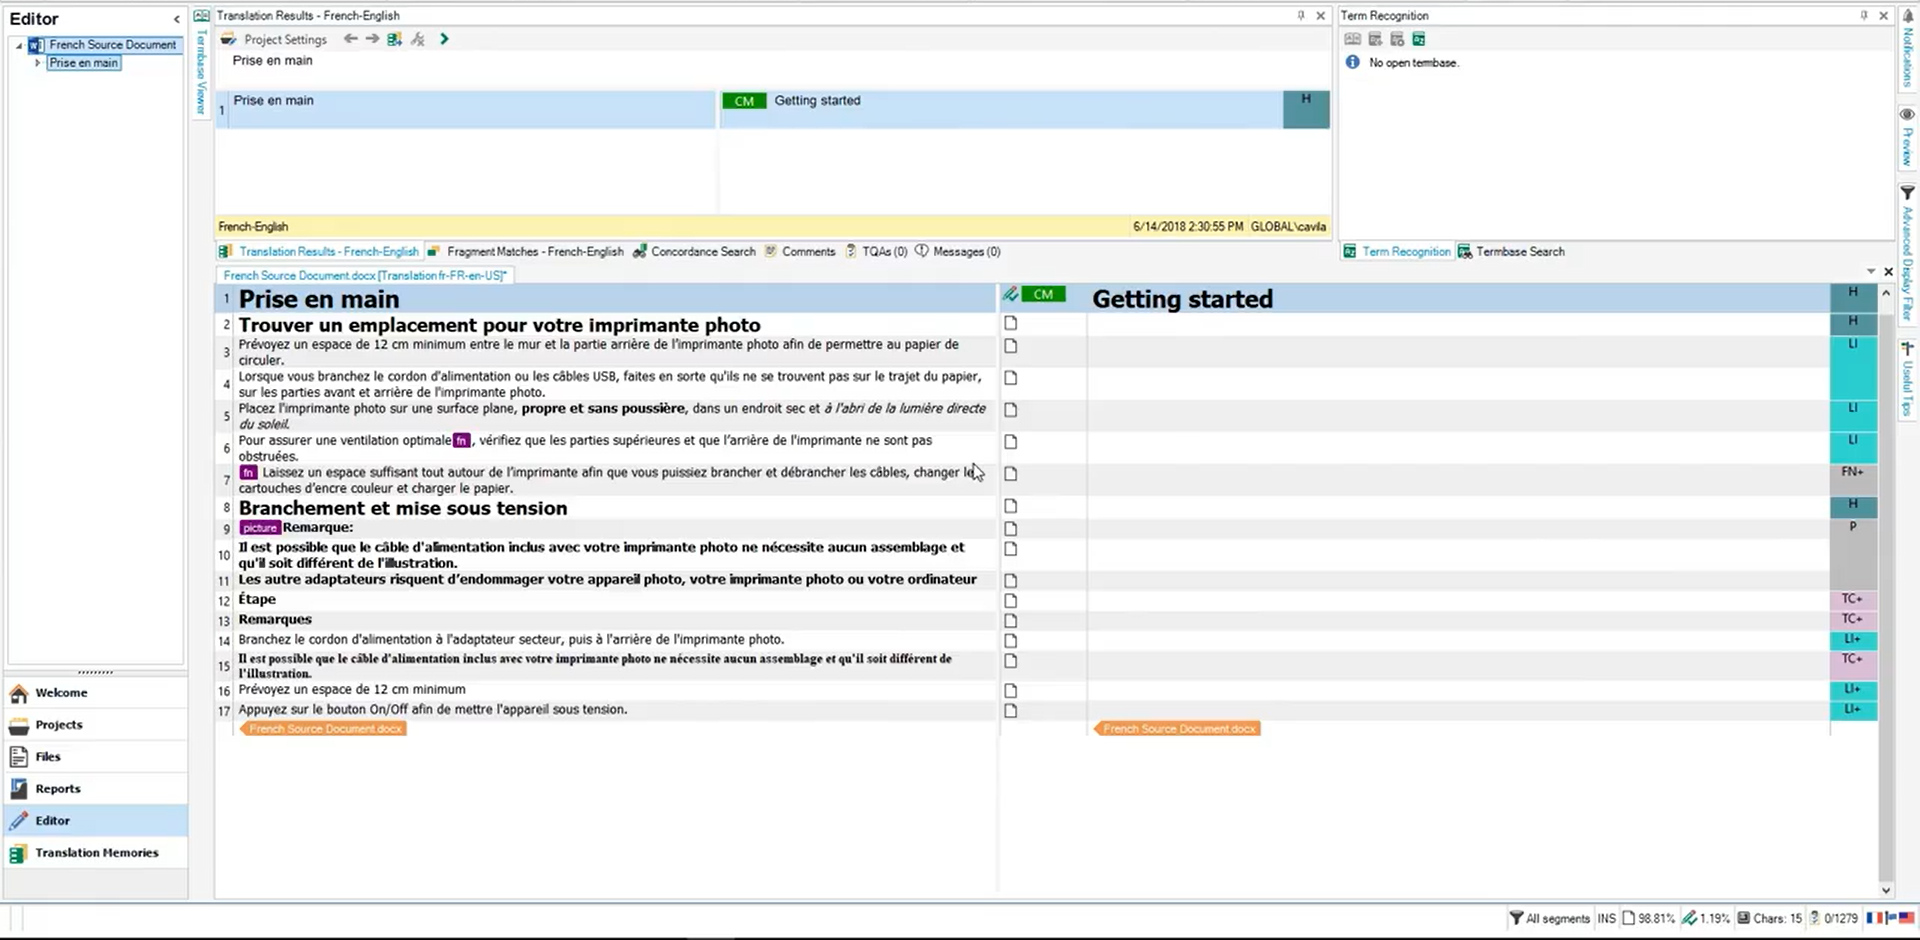 Editor
French Source Document
Prise en main
Welcome
Projects
Files
Reports
Editor
Translation Memories
Termbase Viewer
Translation Results - French-English
Project Settings
Prise en main
1 Prise en main CM Getting started H
French-English 6/14/2018 2:30:55 PM GLOBAL\cavila
Translation Results - French-English Fragment Matches - French-English Concordance Search Comments TQAs (0) Messages (0)
Term Recognition
No open termbase.
Term Recognition Termbase Search
French Source Document.docx [Translation fr-FR-en-US]*
1 Prise en main CM Getting started H
2 Trouver un emplacement pour votre imprimante photo H
3 Prévoyez un espace de 12 cm minimum entre le mur et la partie arrière de l'imprimante photo afin de permettre au papier de LI
circuler.
4 Lorsque vous branchez le cordon d'alimentation ou les câbles USB, faites en sorte qu'ils ne se trouvent pas sur le trajet du papier,
sur les parties avant et arrière de l'imprimante photo.
5 Placez l'imprimante photo sur une surface plane, propre et sans poussière, dans un endroit sec et à l'abri de la lumière directe LI
du soleil.
6 Pour assurer une ventilation optimale fn , vérifiez que les parties supérieures et que l'arrière de l'imprimante ne sont pas LI
obstruées.
7 fn Laissez un espace suffisant tout autour de l'imprimante afin que vous puissiez brancher et débrancher les câbles, changer le FN+
cartouches d'encre couleur et charger le papier.
8 Branchement et mise sous tension H
9 picture Remarque: P
10 Il est possible que le câble d'alimentation inclus avec votre imprimante photo ne nécessite aucun assemblage et
qu'il soit différent de l'illustration.
11 Les autre adaptateurs risquent d'endommager votre appareil photo, votre imprimante photo ou votre ordinateur
12 Étape TC+
13 Remarques TC+
14 Branchez le cordon d'alimentation à l'adaptateur secteur, puis à l'arrière de l'imprimante photo. LI+
15 Il est possible que le câble d'alimentation inclus avec votre imprimante photo ne nécessite aucun assemblage et qu'il soit différent de TC+
l'illustration.
16 Prévoyez un espace de 12 cm minimum LI+
17 Appuyez sur le bouton On/Off afin de mettre l'appareil sous tension. LI+
French Source Document.docx French Source Document.docx
Notifications
Preview
Advanced Display Filter
Useful Tips
All segments INS 98.81% 1.19% Chars: 15 0/1279